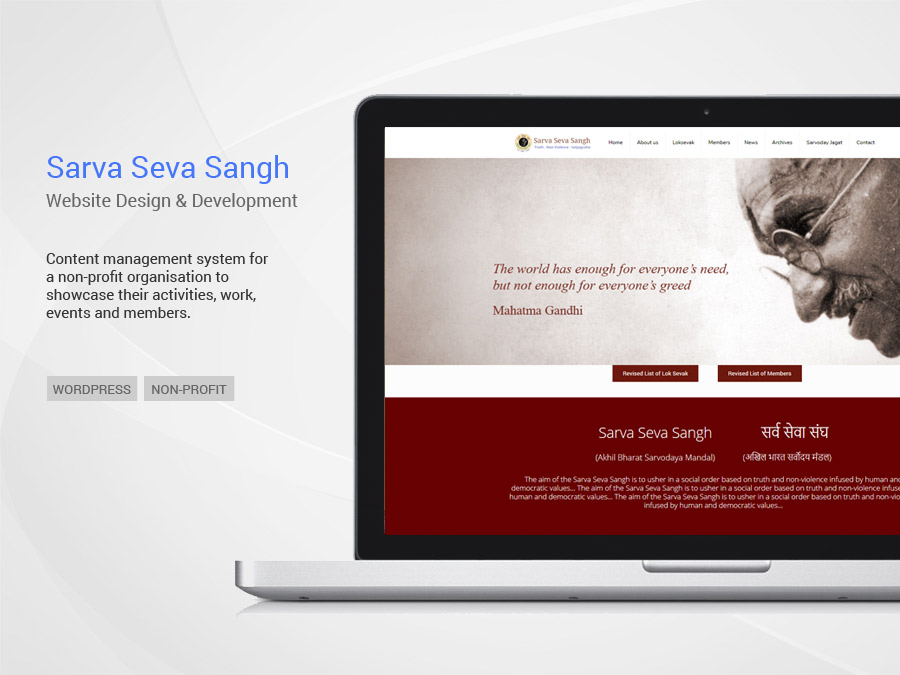 Sarva Seva Sangh
Website Design & Development
Content management system for
a non-profit organisation to
showcase their activities, work,
events and members.
WORDPRESS NON-PROFIT
Sarva Seva Sangh
Truth . Non-Violence . Satyagraha
Home About us Loksevak Members News Archives Sarvoday Jagat Contact
The world has enough for everyone's need,
but not enough for everyone's greed
Mahatma Gandhi
Revised List of Lok Sevak Revised List of Members
Sarva Seva Sangh सर्व सेवा संघ
(Akhil Bharat Sarvodaya Mandal) (अखिल भारत सर्वोदय मंडल)
The aim of the Sarva Seva Sangh is to usher in a social order based on truth and non-violence infused by human and
democratic values... The aim of the Sarva Seva Sangh is to usher in a social order based on truth and non-violence infuse
human and democratic values... The aim of the Sarva Seva Sangh is to usher in a social order based on truth and non-vio
infused by human and democratic values...